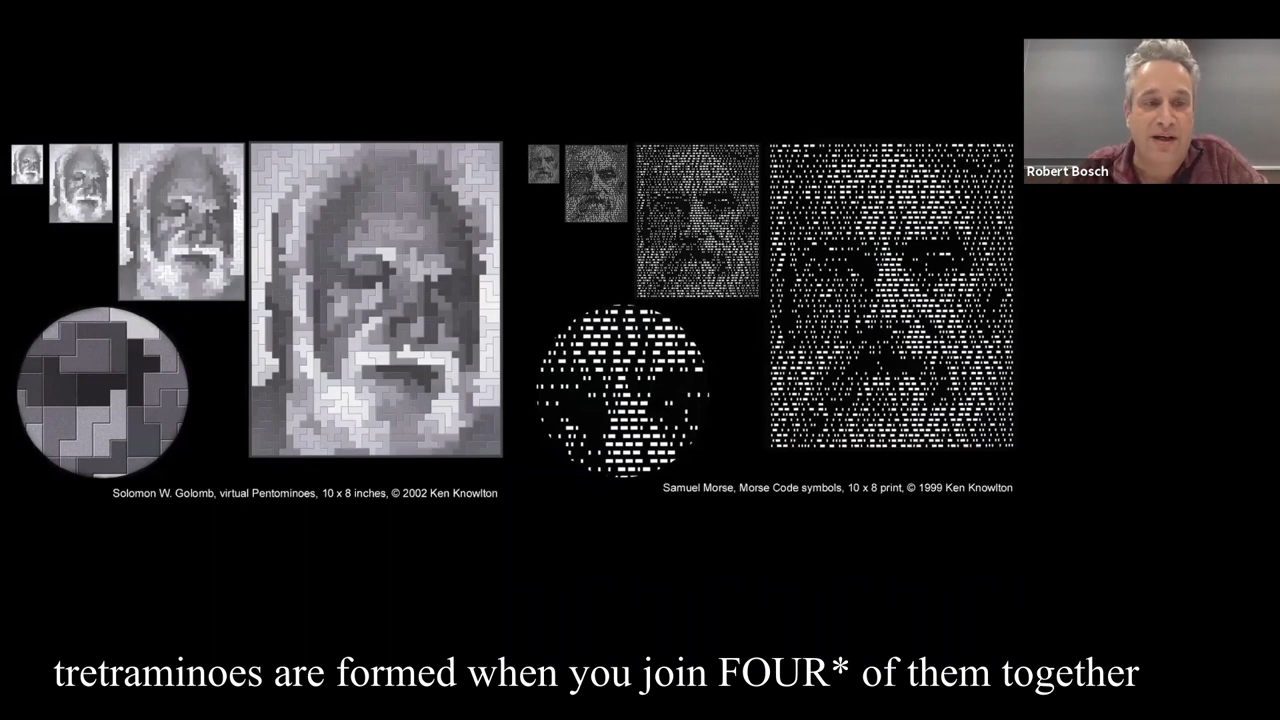 Robert Bosch
Solomon W. Golomb, virtual Pentominoes, 10 x 8 inches, © 2002 Ken Knowlton
Samuel Morse, Morse Code symbols, 10 x 8 print, © 1999 Ken Knowlton
tretraminoes are formed when you join FOUR* of them together